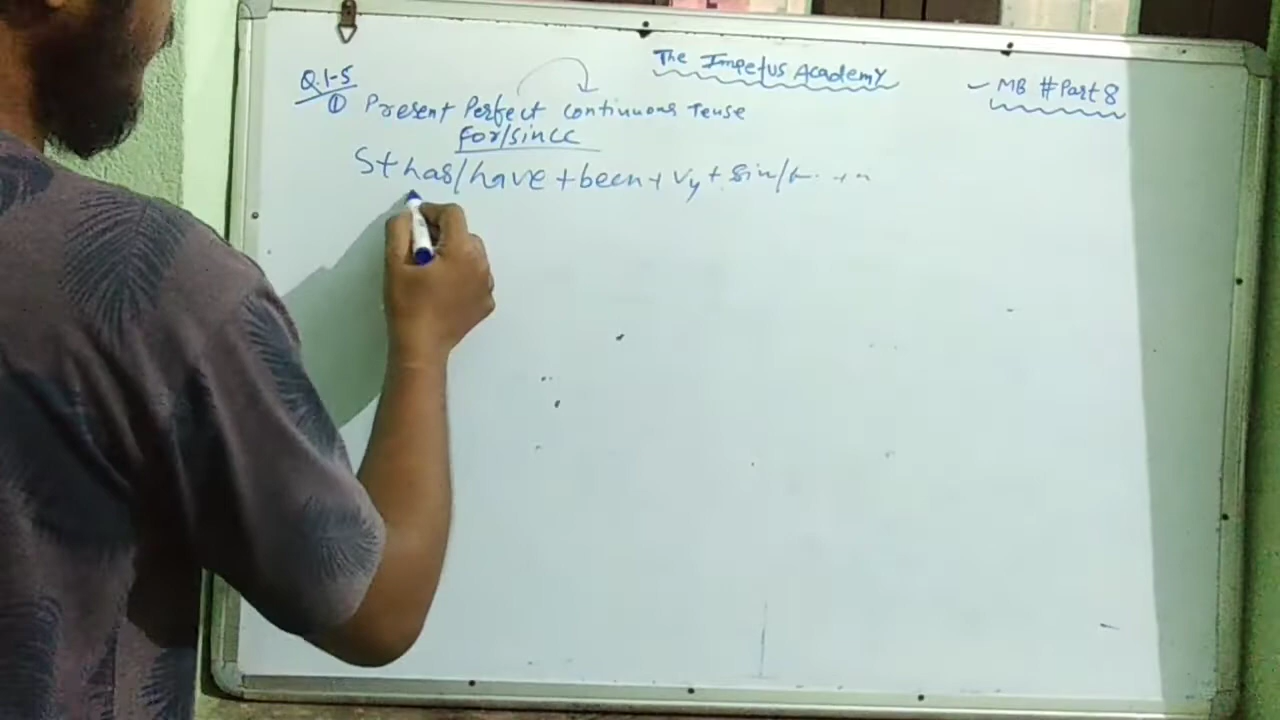 The Impetus Academy
- MB # Part 8
Q.1-5
① Present Perfect Continuous Tense
For/since
S + has/have + been + V4 + sin/